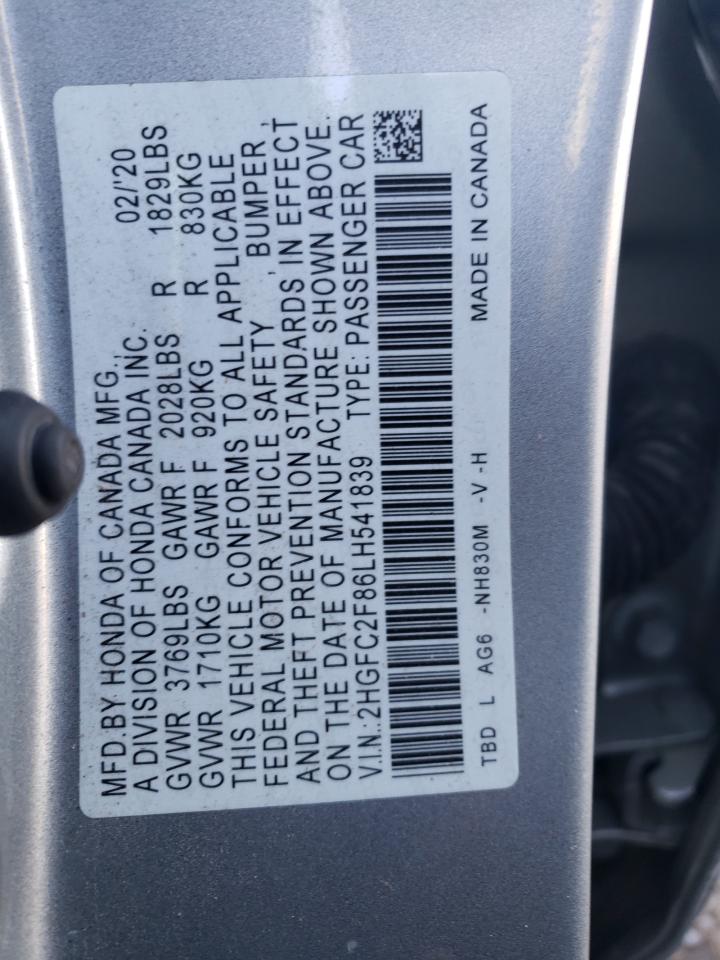 MFD.BY HONDA OF CANADA MFG., 02/'20
A DIVISION OF HONDA CANADA INC.
GVWR 3769LBS GAWR F 2028LBS R 1829LBS
GVWR 1710KG GAWR F 920KG R 830KG
THIS VEHICLE CONFORMS TO ALL APPLICABLE
FEDERAL MOTOR VEHICLE SAFETY , BUMPER ,
AND THEFT PREVENTION STANDARDS IN EFFECT
ON THE DATE OF MANUFACTURE SHOWN ABOVE.
V.I.N.:2HGFC2F86LH541839 TYPE: PASSENGER CAR
TBD L AG6 -NH830M -V -H MADE IN CANADA